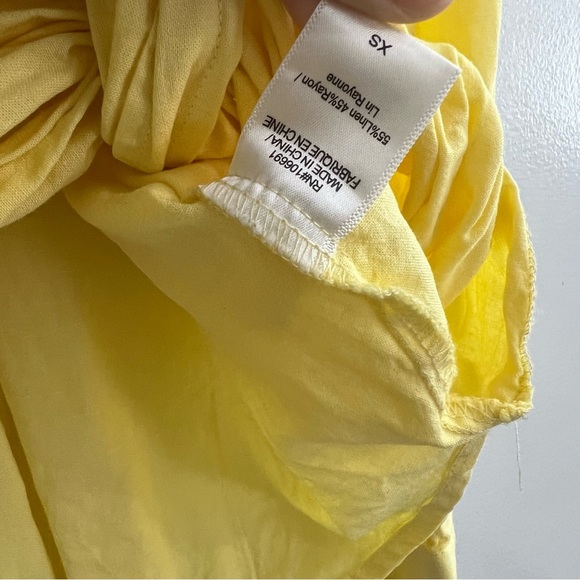 XS
55%Linen 45%Rayon /
Lin Rayonne
RN#106691
MADE IN CHINA/
FABRIQUE EN CHINE